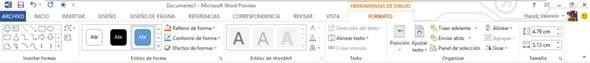 Documento1 - Microsoft Word Preview
HERRAMIENTAS DE DIBUJO
ARCHIVO INICIO INSERTAR DISEÑO DISEÑO DE PÁGINA REFERENCIAS CORRESPONDENCIA REVISAR VISTA FORMATO
Abc Abc Abc
Relleno de forma
Contorno de forma
Efectos de formas
A A A
Dirección del texto
Alinear texto
Crear vínculo
Posición
Ajustar texto
Traer adelante
Enviar atrás
Panel de selección
Alinear
Agrupar
Girar
4.79 cm
5.13 cm
Insertar formas Estilos de forma Estilos de WordArt Texto Organizar Tamaño